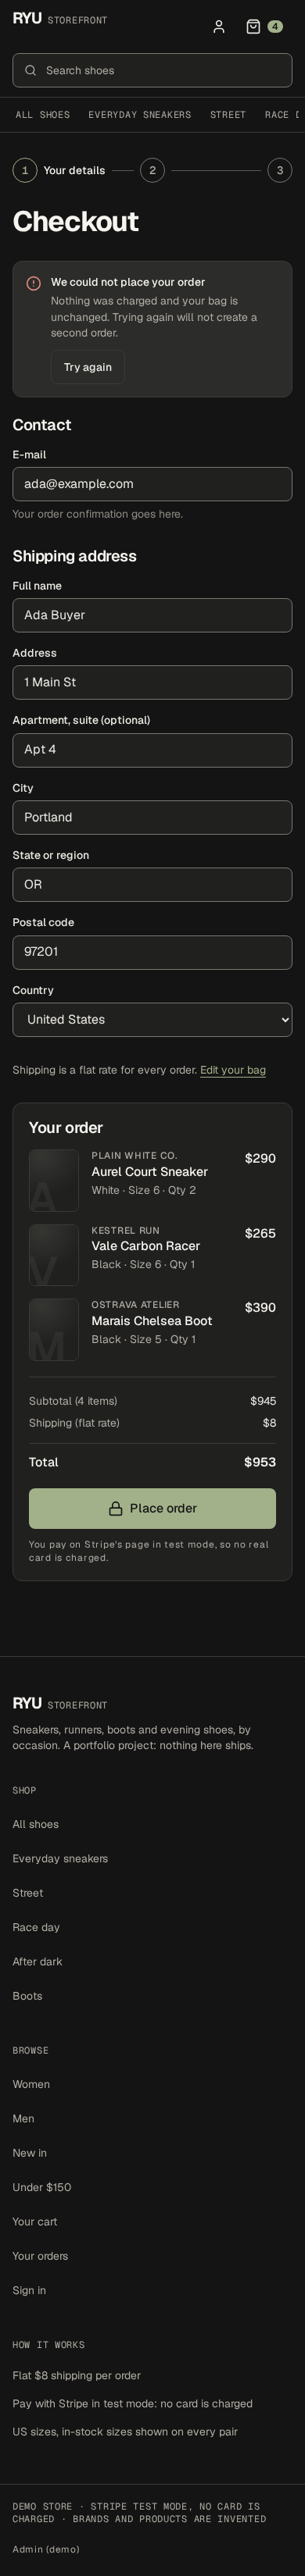 RYU STOREFRONT
4
Search shoes
ALL SHOES EVERYDAY SNEAKERS STREET RACE D
1 Your details 2 3
Checkout
We could not place your order
Nothing was charged and your bag is
unchanged. Trying again will not create a
second order.
Try again
Contact
E-mail
ada@example.com
Your order confirmation goes here.
Shipping address
Full name
Ada Buyer
Address
1 Main St
Apartment, suite (optional)
Apt 4
City
Portland
State or region
OR
Postal code
97201
Country
United States
Shipping is a flat rate for every order. Edit your bag
Your order
A
PLAIN WHITE CO.
Aurel Court Sneaker
White · Size 6 · Qty 2
$290
V
KESTREL RUN
Vale Carbon Racer
Black · Size 6 · Qty 1
$265
M
OSTRAVA ATELIER
Marais Chelsea Boot
Black · Size 5 · Qty 1
$390
Subtotal (4 items) $945
Shipping (flat rate) $8
Total $953
Place order
You pay on Stripe's page in test mode, so no real
card is charged.
RYU STOREFRONT
Sneakers, runners, boots and evening shoes, by
occasion. A portfolio project: nothing here ships.
SHOP
All shoes
Everyday sneakers
Street
Race day
After dark
Boots
BROWSE
Women
Men
New in
Under $150
Your cart
Your orders
Sign in
HOW IT WORKS
Flat $8 shipping per order
Pay with Stripe in test mode: no card is charged
US sizes, in-stock sizes shown on every pair
DEMO STORE · STRIPE TEST MODE, NO CARD IS
CHARGED · BRANDS AND PRODUCTS ARE INVENTED
Admin (demo)